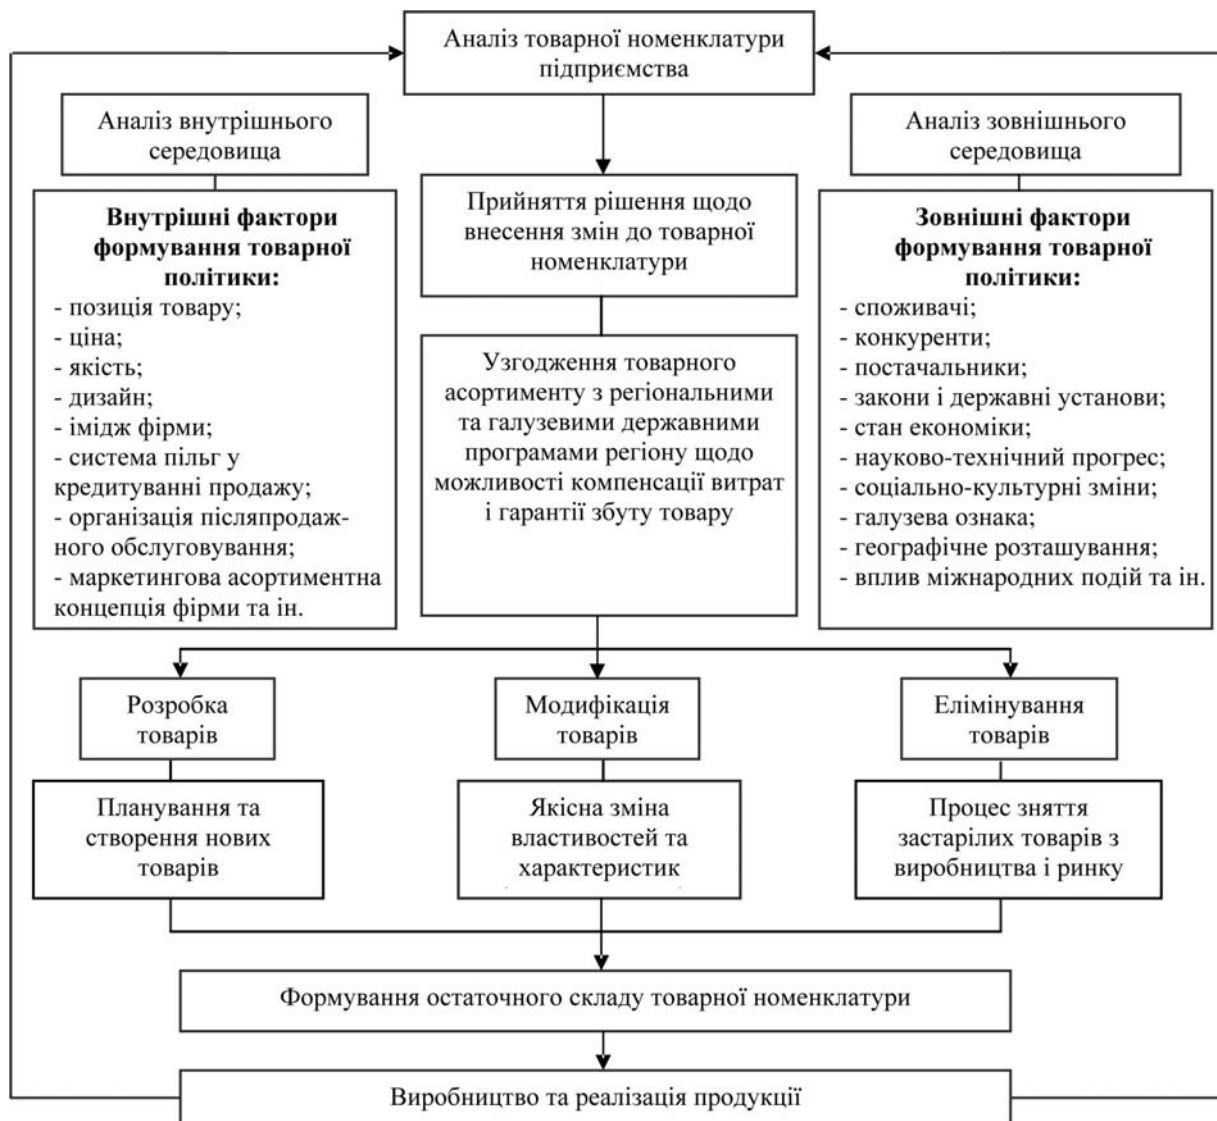 Аналіз товарної номенклатури
підприємства
Аналіз внутрішнього
середовища
Внутрішні фактори
формування товарної
політики:
- позиція товару;
- ціна;
- якість;
- дизайн;
- імідж фірми;
- система пільг у
кредитуванні продажу;
- організація післяпродаж-
ного обслуговування;
- маркетингова асортиментна
концепція фірми та ін.
Прийняття рішення щодо
внесення змін до товарної
номенклатури
Узгодження товарного
асортименту з регіональними
та галузевими державними
програмами регіону щодо
можливості компенсації витрат
і гарантії збуту товару
Аналіз зовнішнього
середовища
Зовнішні фактори
формування товарної
політики:
- споживачі;
- конкуренти;
- постачальники;
- закони і державні установи;
- стан економіки;
- науково-технічний прогрес;
- соціально-культурні зміни;
- галузева ознака;
- географічне розташування;
- вплив міжнародних подій та ін.
Розробка
товарів
Модифікація
товарів
Елімінування
товарів
Планування та
створення нових
товарів
Якісна зміна
властивостей та
характеристик
Процес зняття
застарілих товарів з
виробництва і ринку
Формування остаточного складу товарної номенклатури
Виробництво та реалізація продукції